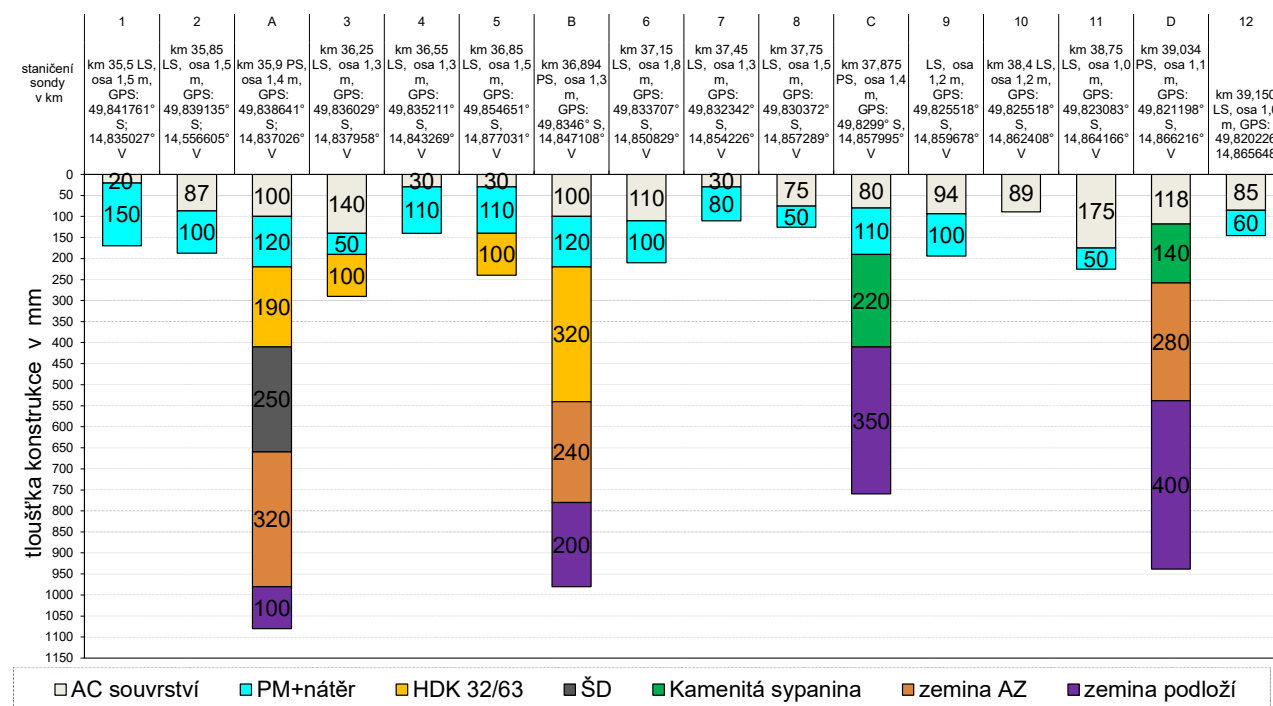 1
2
A
3
4
5
B
6
7
8
C
9
10
11
D
12
staničení
sondy
v km
km 35,5 LS,
osa 1,5 m,
GPS:
49,841761°
S;
14,835027°
V
km 35,85
LS, osa 1,5
m,
GPS:
49,839135°
S;
14,556605°
V
km 35,9 PS,
osa 1,4 m,
GPS:
49,838641°
S;
14,837026°
V
km 36,25
LS, osa 1,3
m,
GPS:
49,836029°
S;
14,837958°
V
km 36,55
LS, osa 1,3
m,
GPS:
49,835211°
S,
14,843269°
V
km 36,85
LS, osa 1,5
m,
GPS:
49,854651°
S,
14,877031°
V
km 36,894
PS, osa 1,3
m,
GPS:
49,8346° S,
14,847108°
V
km 37,15
LS, osa 1,8
m,
GPS:
49,833707°
S,
14,850829°
V
km 37,45
LS, osa 1,3
m,
GPS:
49,832342°
S,
14,854226°
V
km 37,75
LS, osa 1,5
m,
GPS:
49,830372°
S,
14,857289°
V
km 37,875
PS, osa 1,4
m,
GPS:
49,8299° S,
14,857995°
V
LS, osa
1,2 m,
GPS:
49,825518°
S,
14,859678°
V
km 38,4 LS,
osa 1,2 m,
GPS:
49,825518°
S,
14,862408°
V
km 38,75
LS, osa 1,0
m,
GPS:
49,823083°
S,
14,864166°
V
km 39,034
PS, osa 1,1
m,
GPS:
49,821198°
S,
14,866216°
V
km 39,150
LS, osa
m, GPS:
49,820226
14,865648
tloušťka konstrukce v mm
0
50
100
150
200
250
300
350
400
450
500
550
600
650
700
750
800
850
900
950
1000
1050
1100
1150
20
150
87
100
100
120
190
250
320
100
140
50
100
30
110
30
110
100
100
120
320
240
200
110
100
30
80
75
50
80
110
220
350
94
100
89
175
50
118
140
280
400
85
60
AC souvrství PM+nátěr HDK 32/63 ŠD Kamenitá sypanina zemina AZ zemina podloží